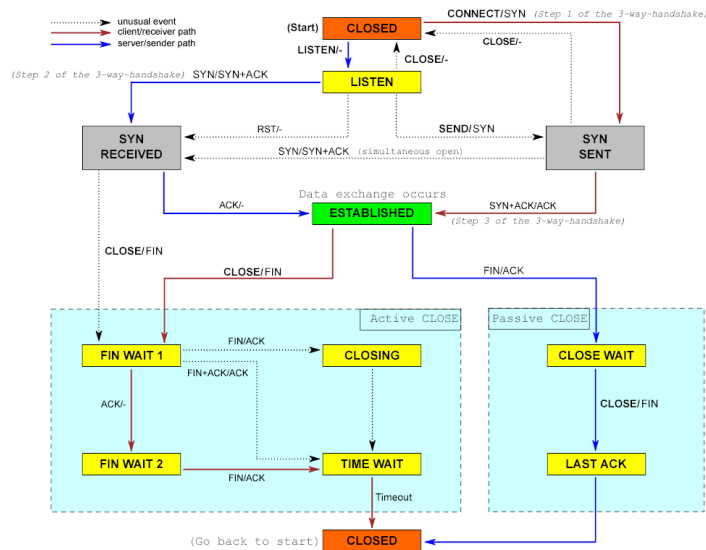 unusual event
client/receiver path
server/sender path
(Start)
CLOSED
CONNECT/SYN (Step 1 of the 3-way-handshake)
CLOSE/-
LISTEN/-
CLOSE/-
(Step 2 of the 3-way-handshake) SYN/SYN+ACK
LISTEN
RST/-
SEND/SYN
SYN
RECEIVED
SYN/SYN+ACK (simultaneous open)
SYN
SENT
Data exchange occurs
ACK/-
ESTABLISHED
SYN+ACK/ACK
(Step 3 of the 3-way-handshake)
CLOSE/FIN
CLOSE/FIN
FIN/ACK
Active CLOSE
Passive CLOSE
FIN WAIT 1
FIN/ACK
CLOSING
CLOSE WAIT
FIN+ACK/ACK
ACK/-
CLOSE/FIN
FIN WAIT 2
FIN/ACK
TIME WAIT
LAST ACK
Timeout
(Go back to start)
CLOSED